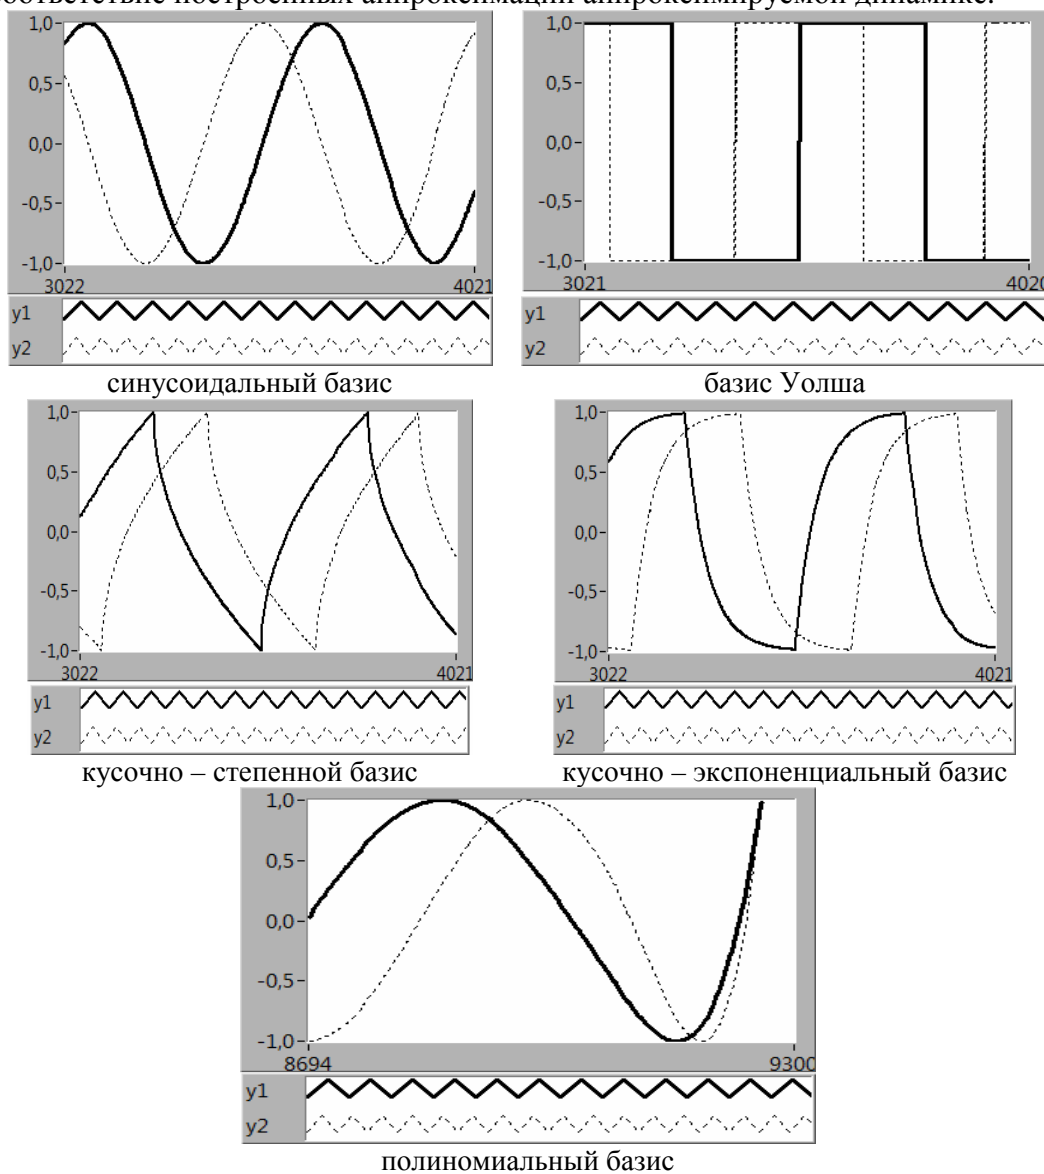 построенных аппроксимаций аппроксимируемой динамике.
1,0
0,5
0,0
-0,5
-1,0
3022 4021
y1
y2
синусоидальный базис
1,0
0,5
0,0
-0,5
-1,0
3021 4020
y1
y2
базис Уолша
1,0
0,5
0,0
-0,5
-1,0
3022 4021
y1
y2
кусочно – степенной базис
1,0
0,5
0,0
-0,5
-1,0
3022 4021
y1
y2
кусочно – экспоненциальный базис
1,0
0,5
0,0
-0,5
-1,0
8694 9300
y1
y2
полиномиальный базис